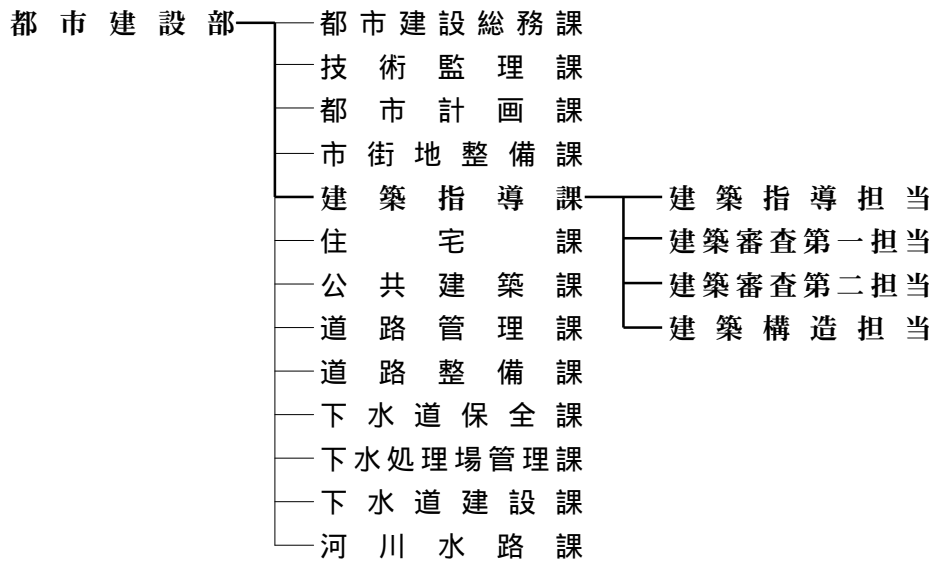 都市建設部
都市建設総務課
技術監理課
都市計画課
市街地整備課
建築指導課
建築指導担当
住宅課
建築審査第一担当
公共建築課
建築審査第二担当
道路管理課
建築構造担当
道路整備課
下水道保全課
下水処理場管理課
下水道建設課
河川水路課